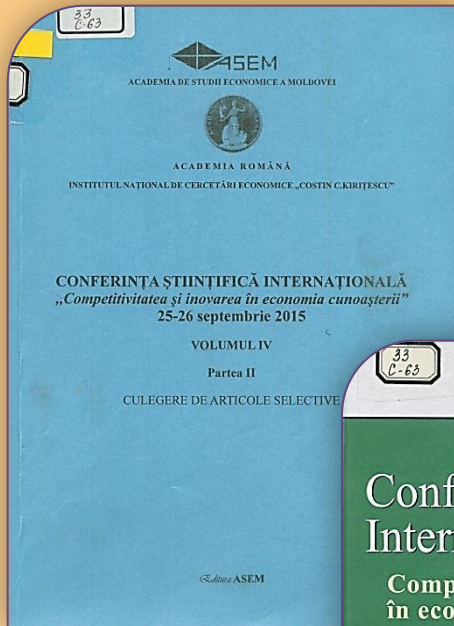 33
C-63
ASEM
ACADEMIA DE STUDII ECONOMICE A MOLDOVEI
ACADEMIA ROMÂNĂ
INSTITUTUL NAȚIONAL DE CERCETĂRI ECONOMICE „COSTIN C.KIRIȚESCU”
CONFERINȚA ȘTIINȚIFICĂ INTERNAȚIONALĂ
„Competitivitatea și inovarea în economia cunoașterii”
25-26 septembrie 2015
VOLUMUL IV
Partea II
CULEGERE DE ARTICOLE SELECTIVE
Editura ASEM
33
C-63
Conf
Inter
Comp
în eco